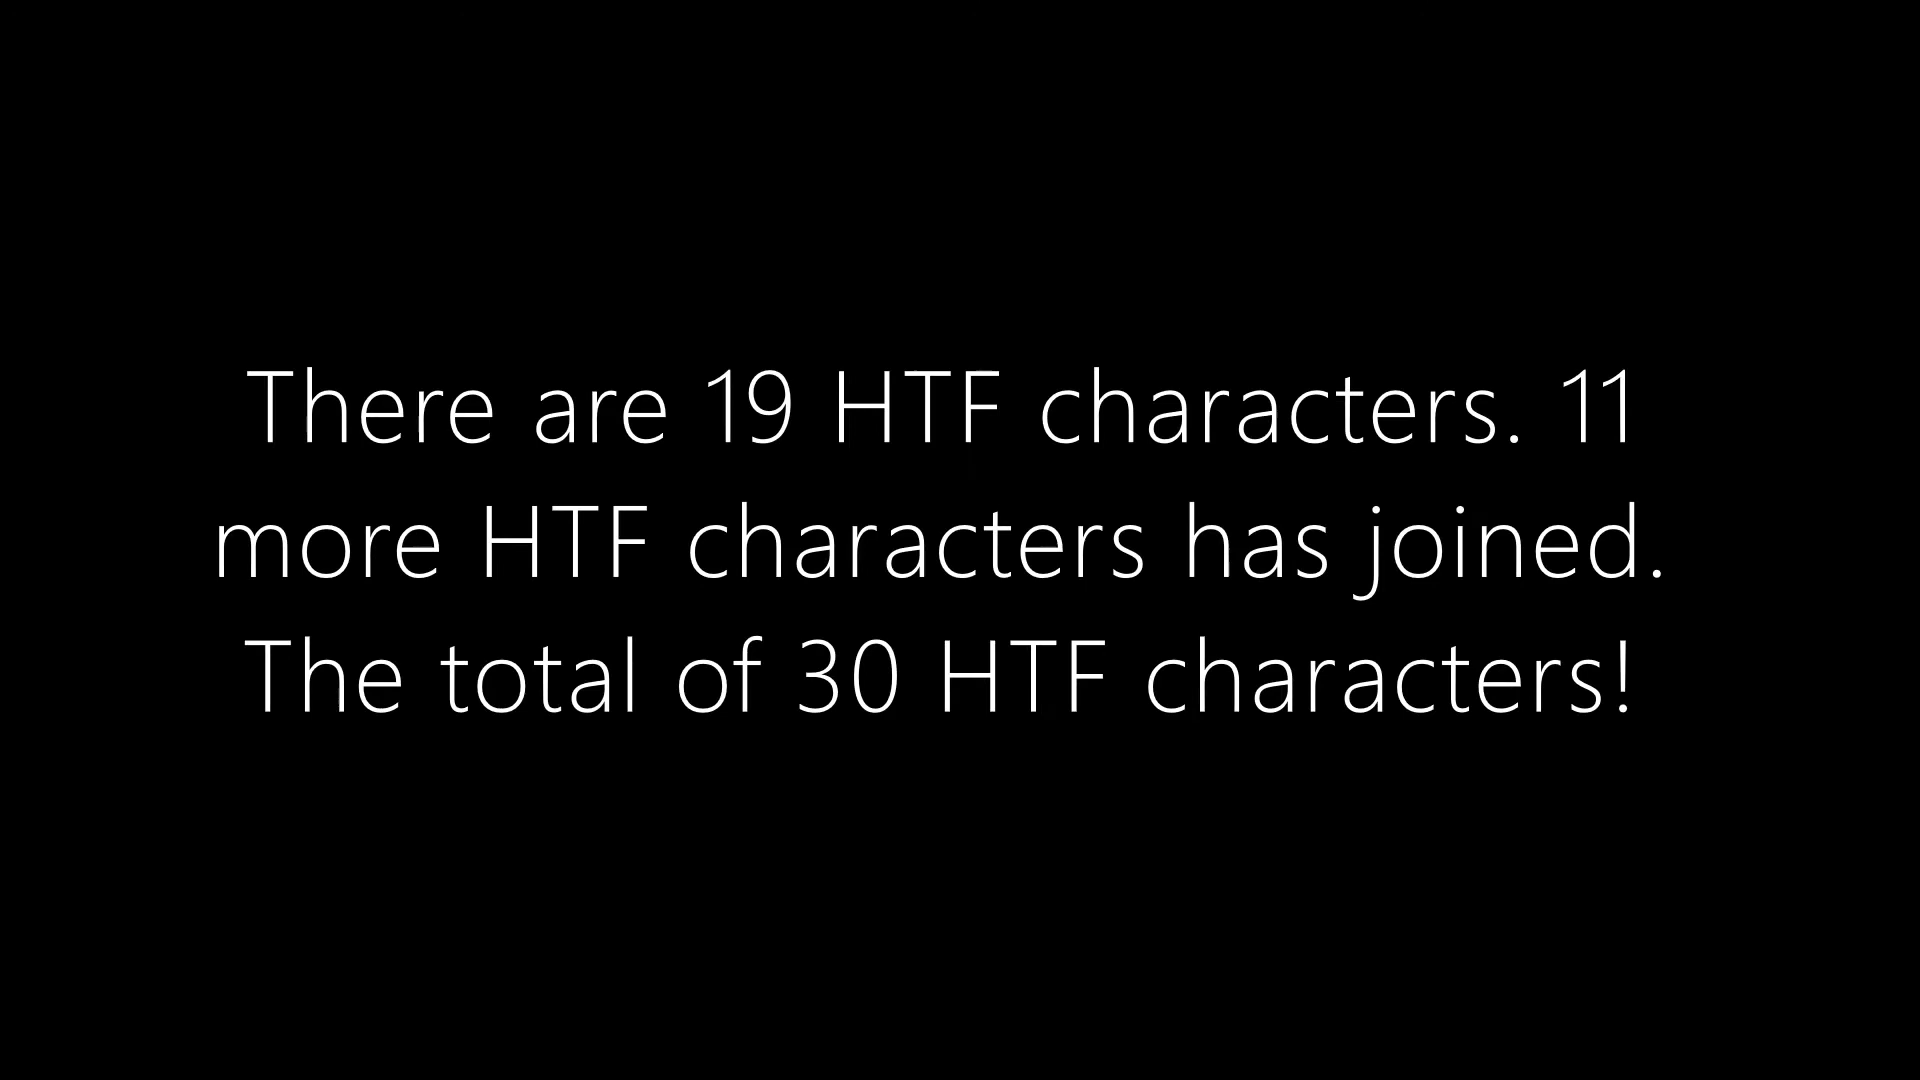 There are 19 HTF characters. 11
more HTF characters has joined.
The total of 30 HTF characters!